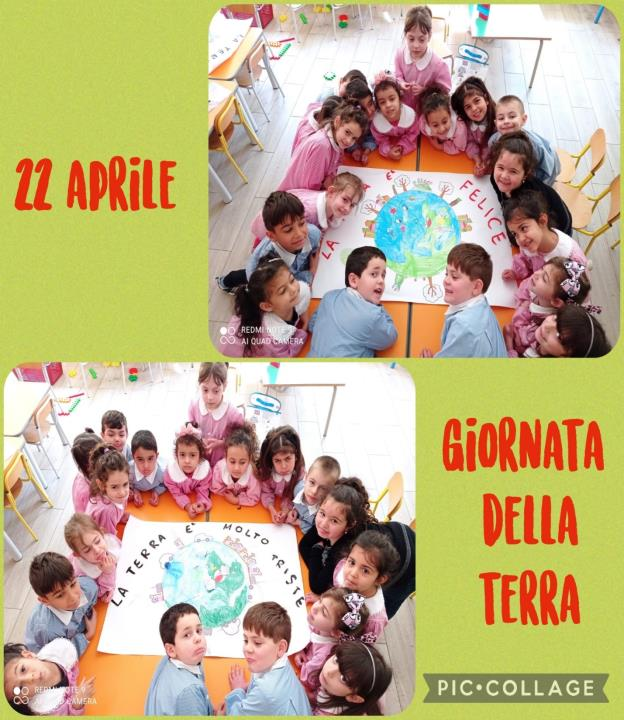 22 APRILE
LA
È
FELICE
REDMI NOTE 9
AI QUAD CAMERA
LA TERRA È MOLTO TRISTE
GIORNATA
DELLA
TERRA
REDMI NOTE 9
AI QUAD CAMERA
PIC•COLLAGE